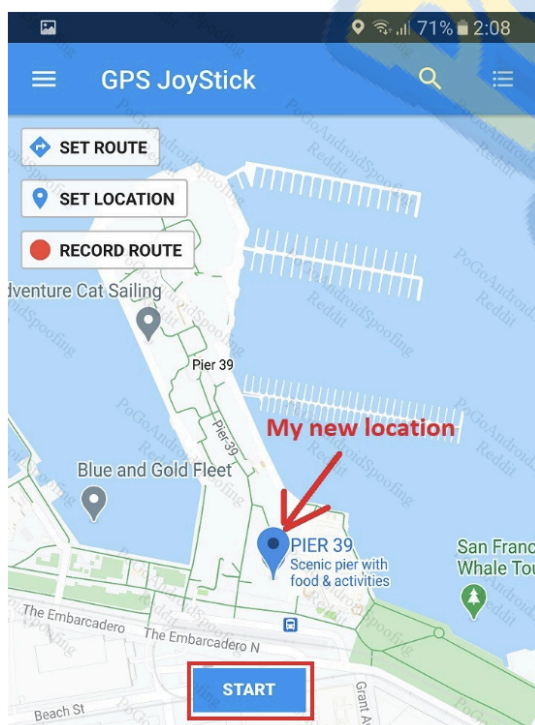 71% 2:08
GPS JoyStick
SET ROUTE
SET LOCATION
RECORD ROUTE
dventure Cat Sailing
Pier 39
Pier 39
My new location
Blue and Gold Fleet
PIER 39
Scenic pier with
food & activities
San Franc
Whale Tou
The Embarcadero
The Embarcadero N
START
Beach St
Grant A
PoGoAndroidSpoofing
Reddit